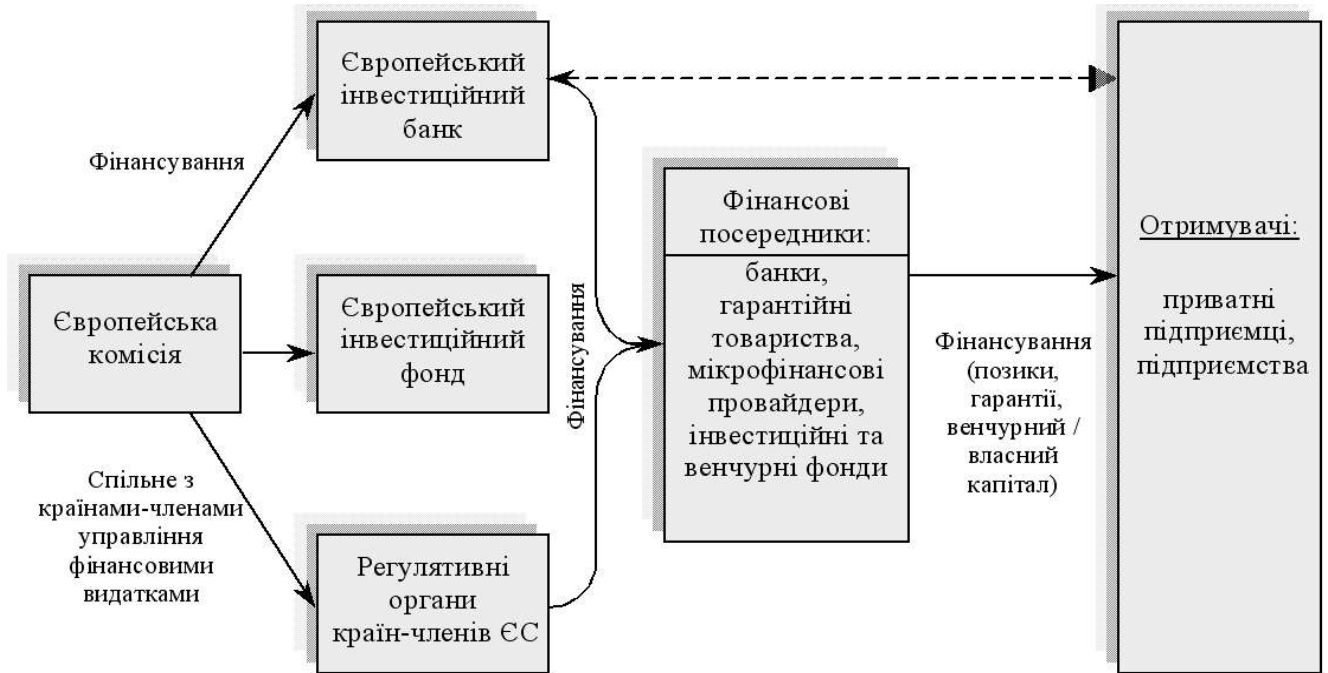 Європейський
інвестиційний
банк
Фінансування
Європейська
комісія
Європейський
інвестиційний
фонд
Спільне з
країнами-членами
управління
фінансовими
видатками
Регулятивні
органи
країн-членів ЄС
Фінансування
Фінансові
посередники:
банки,
гарантійні
товариства,
мікрофінансові
провайдери,
інвестиційні та
венчурні фонди
Фінансування
(позики,
гарантії,
венчурний /
власний
капітал)
Отримувачі:
приватні
підприємці,
підприємства